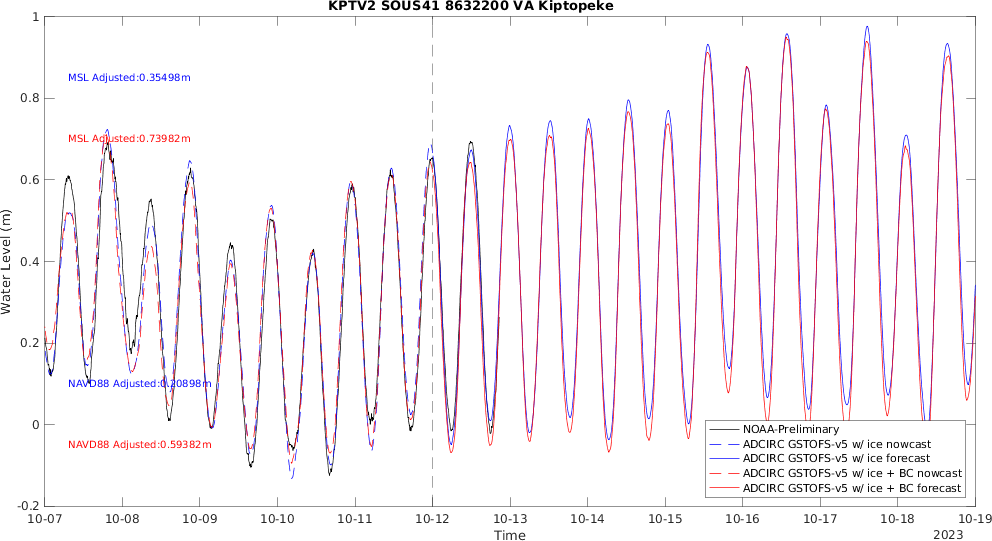 KPTV2 SOUS41 8632200 VA Kiptopeke
Water Level (m)
1
0.8
0.6
0.4
0.2
0
-0.2
MSL Adjusted:0.35498m
MSL Adjusted:0.73982m
NAVD88 Adjusted:0.20898m
NAVD88 Adjusted:0.59382m
NOAA-Preliminary
ADCIRC GSTOFS-v5 w/ ice nowcast
ADCIRC GSTOFS-v5 w/ ice forecast
ADCIRC GSTOFS-v5 w/ ice + BC nowcast
ADCIRC GSTOFS-v5 w/ ice + BC forecast
10-07 10-08 10-09 10-10 10-11 10-12 10-13 10-14 10-15 10-16 10-17 10-18 10-19
Time
2023